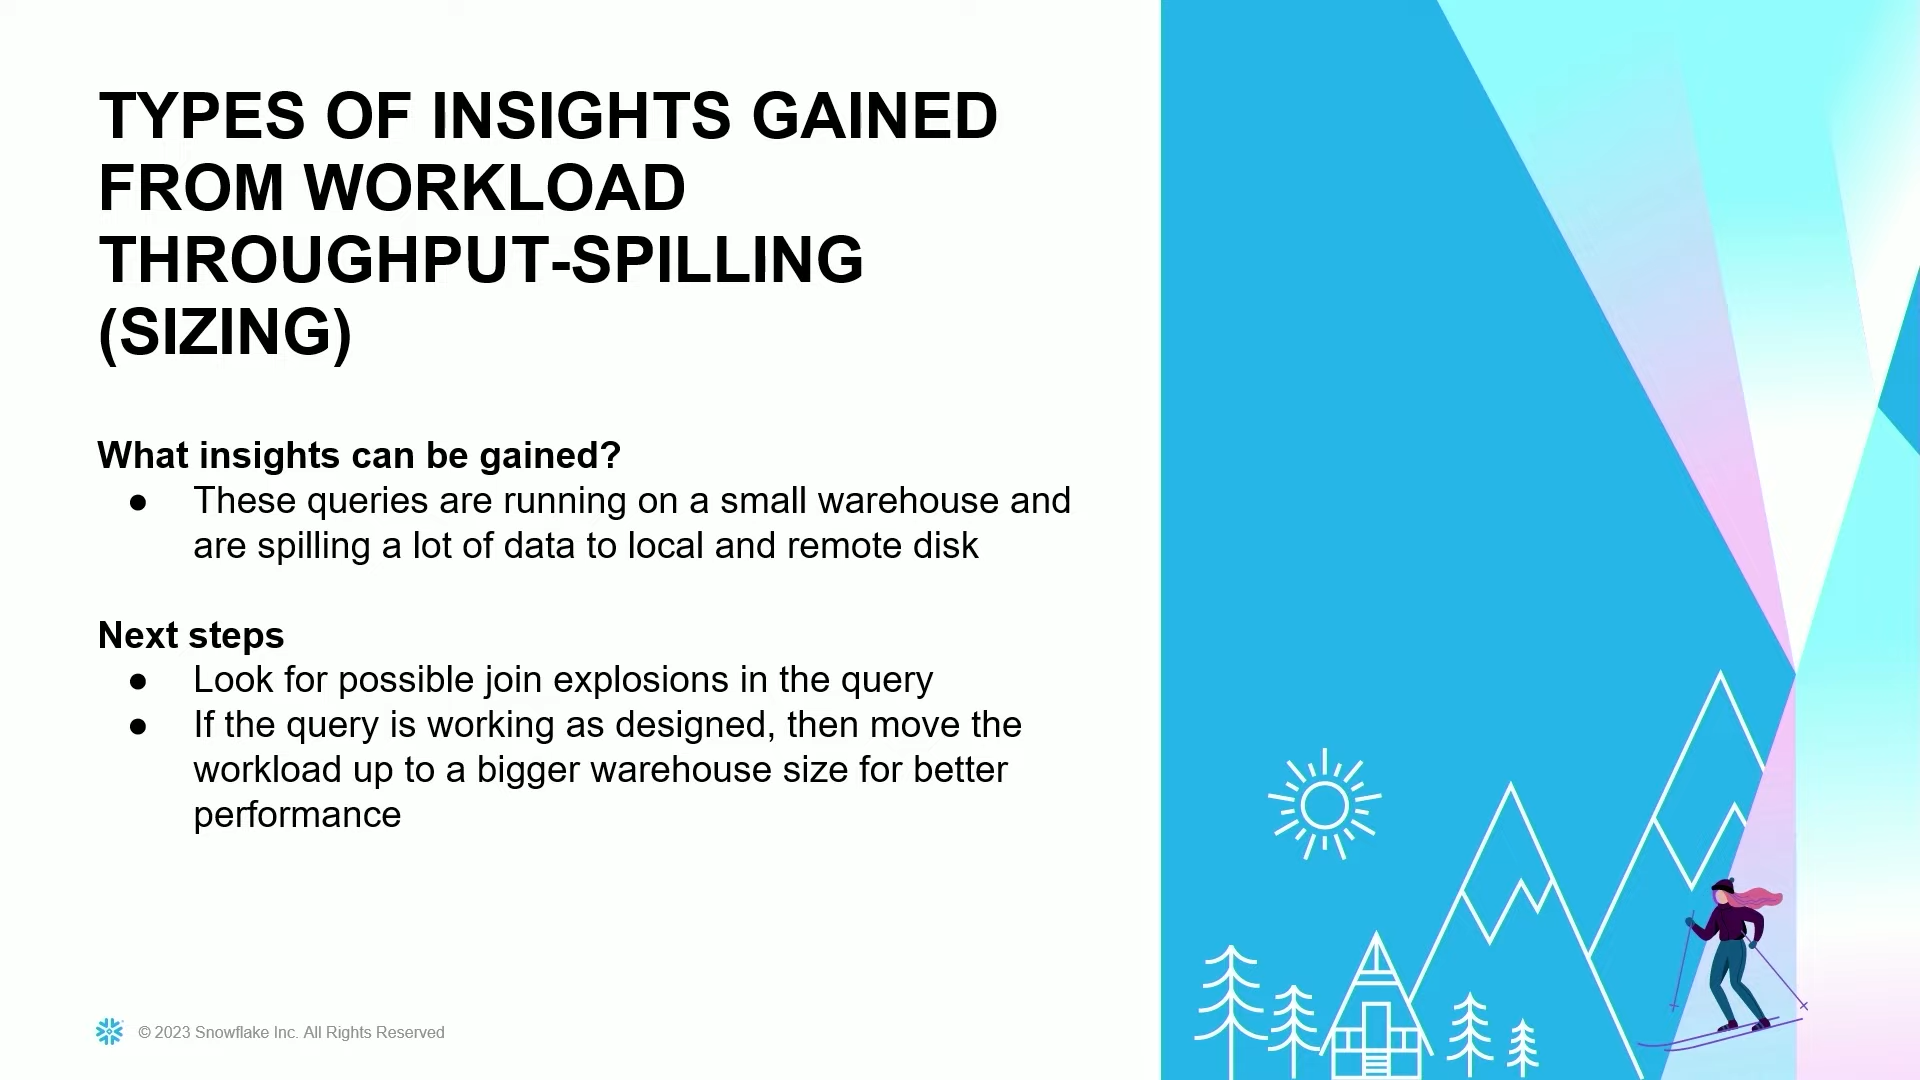 TYPES OF INSIGHTS GAINED
FROM WORKLOAD
THROUGHPUT-SPILLING
(SIZING)
What insights can be gained?
● These queries are running on a small warehouse and
are spilling a lot of data to local and remote disk
Next steps
● Look for possible join explosions in the query
● If the query is working as designed, then move the
workload up to a bigger warehouse size for better
performance
© 2023 Snowflake Inc. All Rights Reserved